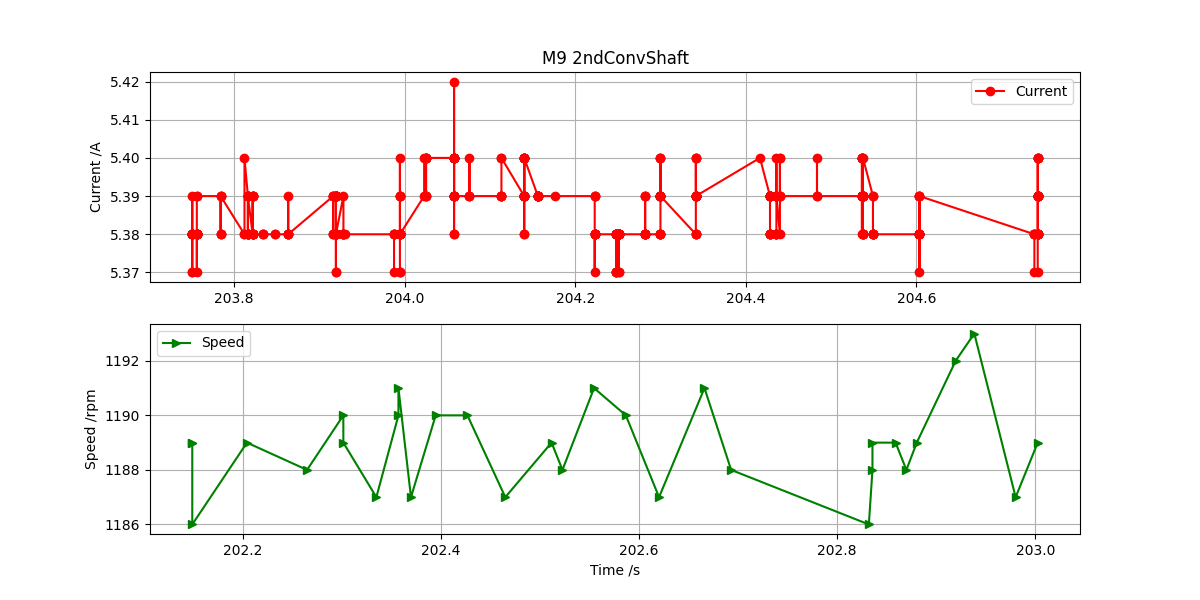 M9 2ndConvShaft
Current /A
5.42
5.41
5.40
5.39
5.38
5.37
Current
203.8 204.0 204.2 204.4 204.6
Speed /rpm
1192
1190
1188
1186
Speed
202.2 202.4 202.6 202.8 203.0
Time /s